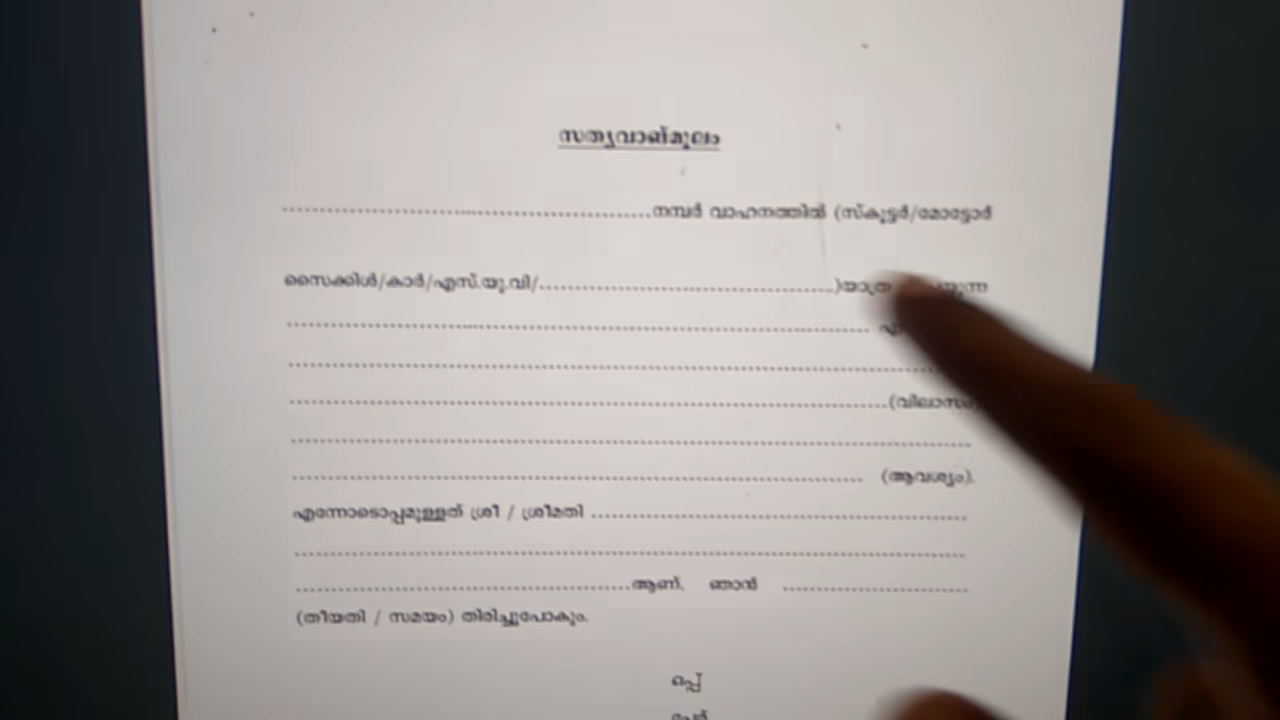 സത്യവാങ്മൂലം
........................................................നമ്പർ വാഹനത്തിൽ (സ്കൂട്ടർ/മോട്ടോർ
സൈക്കിൾ/കാർ/എസ്.യു.വി/.............................................)യാത്ര
(വിലാസം)
(ആവശ്യം).
എന്നോടൊപ്പമുള്ളത് ശ്രീ / ശ്രീമതി ..........................................................
....................................................ആണ്. ഞാൻ .............................
(തീയതി / സമയം) തിരിച്ചുപോകും.
ഒപ്പ്
പേര്